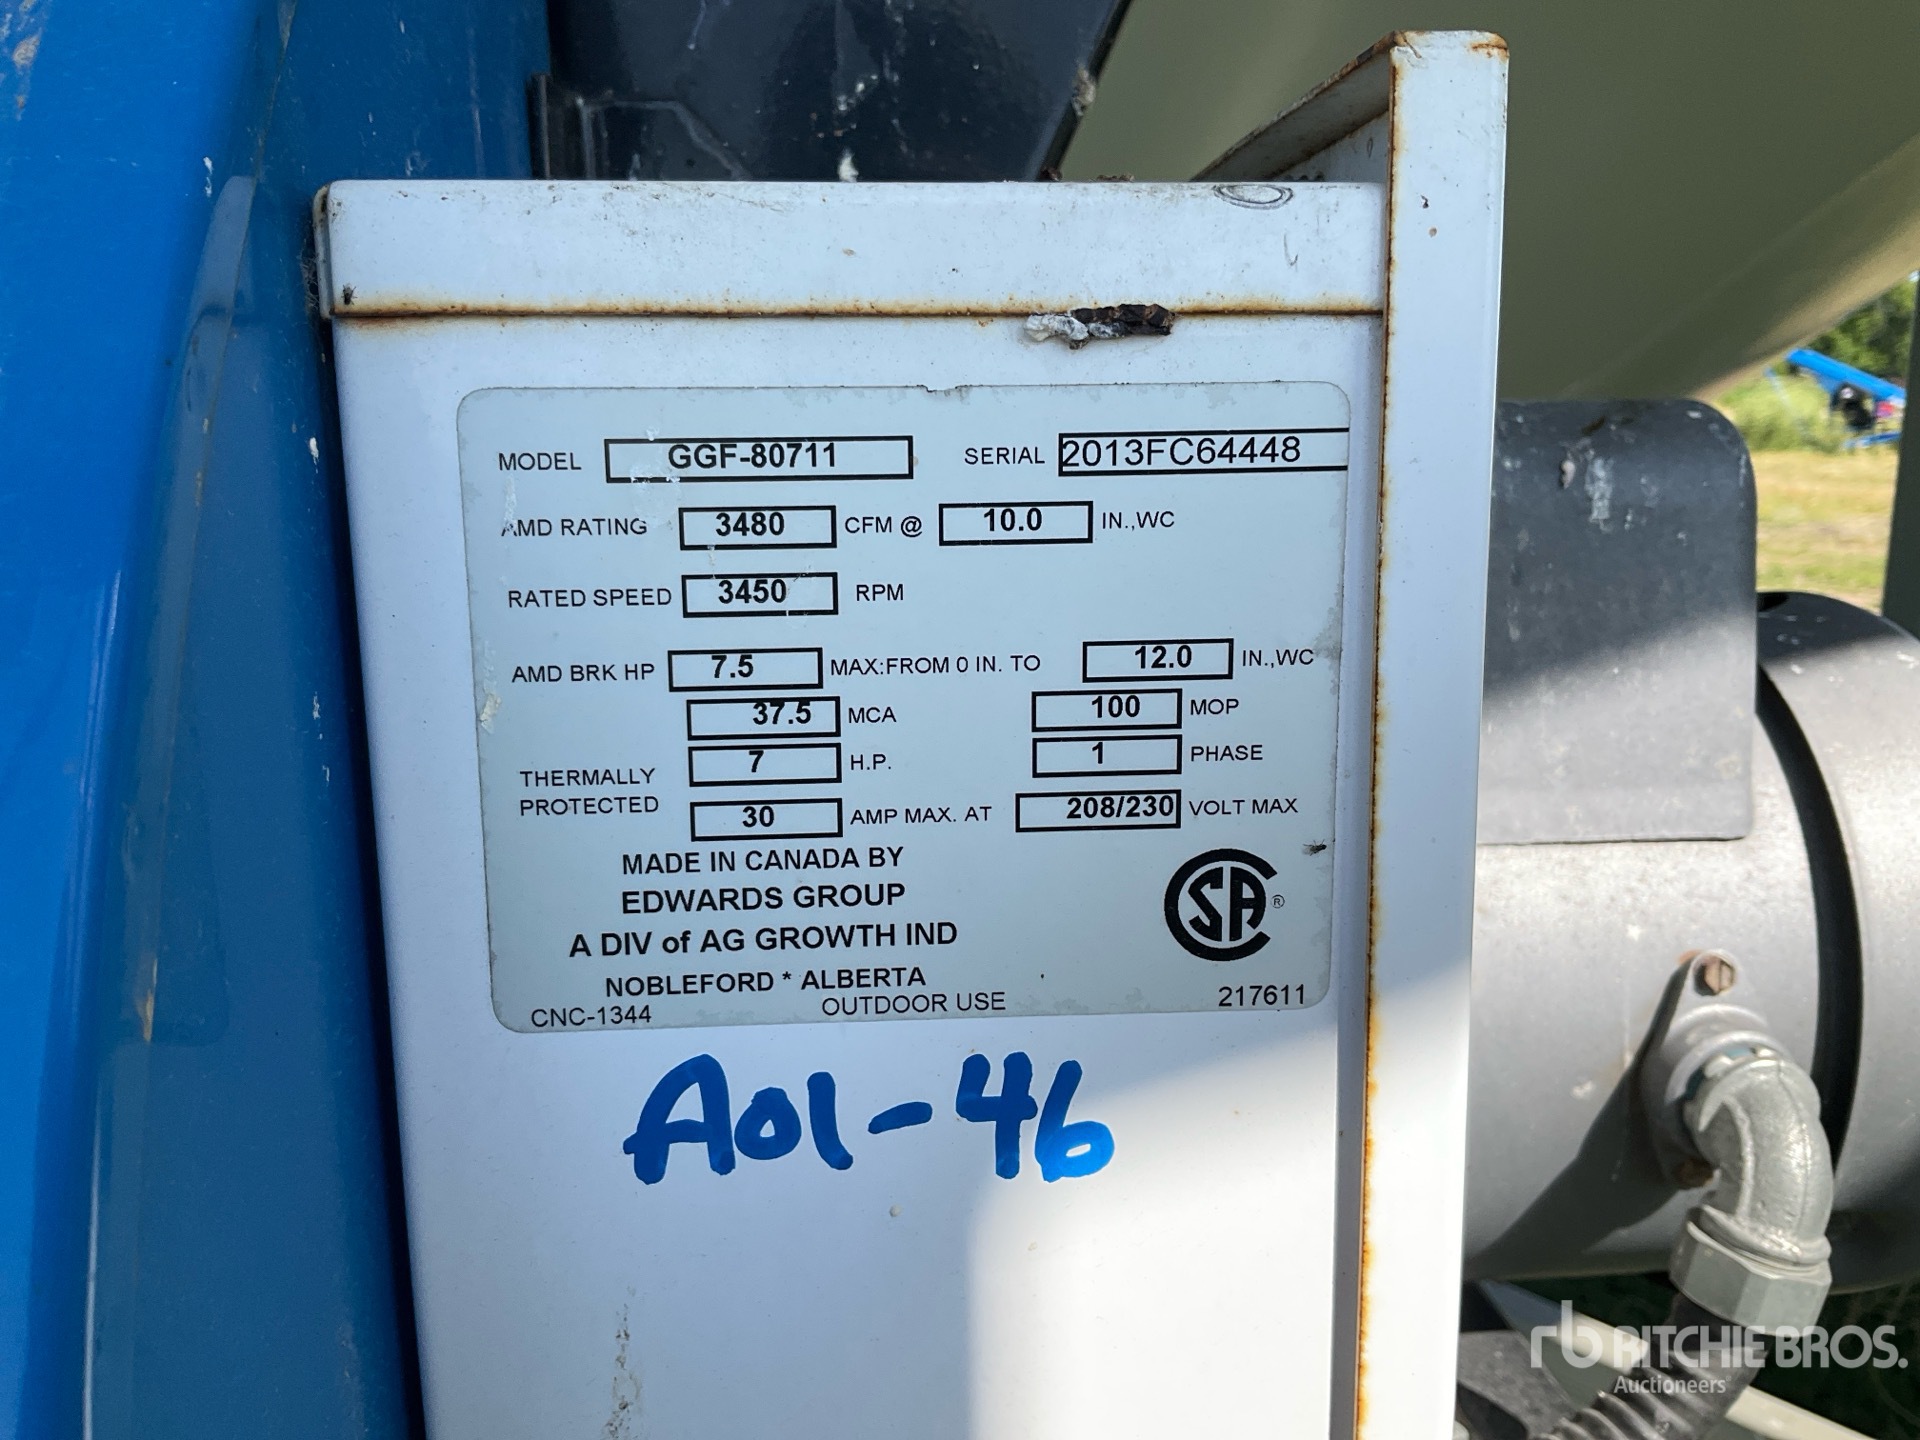 MODEL GGF-80711 SERIAL 2013FC64448
AMD RATING 3480 CFM @ 10.0 IN.,WC
RATED SPEED 3450 RPM
AMD BRK HP 7.5 MAX:FROM 0 IN. TO 12.0 IN.,WC
37.5 MCA 100 MOP
THERMALLY PROTECTED 7 H.P. 1 PHASE
30 AMP MAX. AT 208/230 VOLT MAX
MADE IN CANADA BY
EDWARDS GROUP
A DIV of AG GROWTH IND
NOBLEFORD * ALBERTA
CSA ®
CNC-1344 OUTDOOR USE 217611
A01-46
rb RITCHIE BROS.
Auctioneers